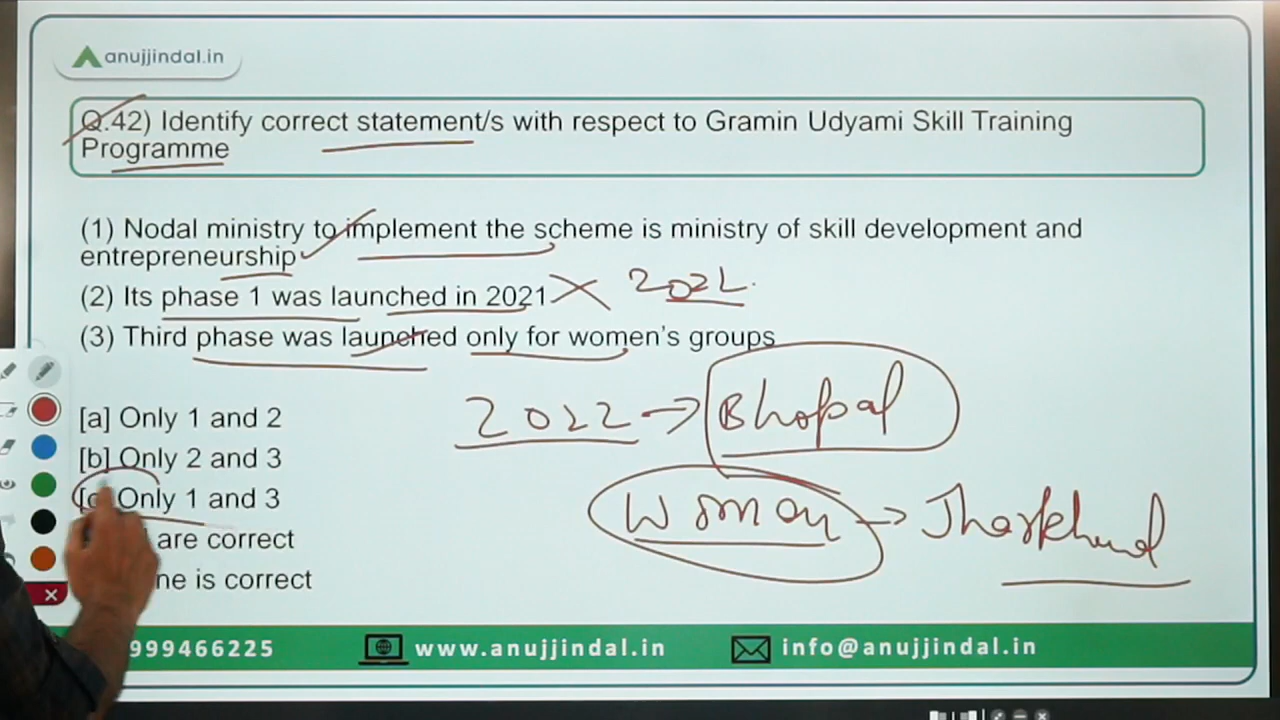 anujjindal.in
Q.42) Identify correct statement/s with respect to Gramin Udyami Skill Training
Programme
(1) Nodal ministry to implement the scheme is ministry of skill development and
entrepreneurship
(2) Its phase 1 was launched in 2021
2022
(3) Third phase was launched only for women's groups
[a] Only 1 and 2
2022 → Bhopal
[b] Only 2 and 3
[c] Only 1 and 3
Woman → Jharkhand
are correct
is correct
999466225
www.anujjindal.in
info@anujjindal.in